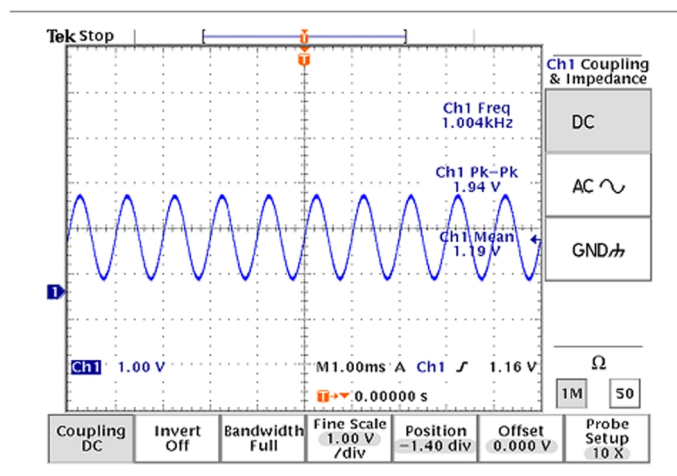 Tek Stop
T
T
Ch1 Coupling
& Impedance
Ch1 Freq
1.004kHz
DC
Ch1 Pk–Pk
1.94 V
AC
Ch1 Mean
1.19 V
GND
1
Ch1 1.00 V M1.00ms A Ch1 1.16 V
T 0.00000 s
Ω
1M 50
Coupling
DC
Invert
Off
Bandwidth
Full
Fine Scale
1.00 V
/div
Position
−1.40 div
Offset
0.000 V
Probe
Setup
10 X